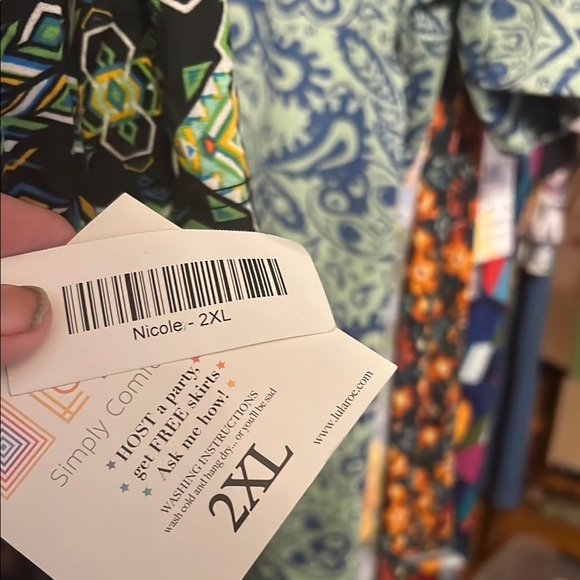 Nicole - 2XL
Simply Comf
HOST a party,
get FREE skirts
Ask me how!
WASHING INSTRUCTIONS
wash cold and hang dry... or you'll be sad
2XL
www.lularoe.com